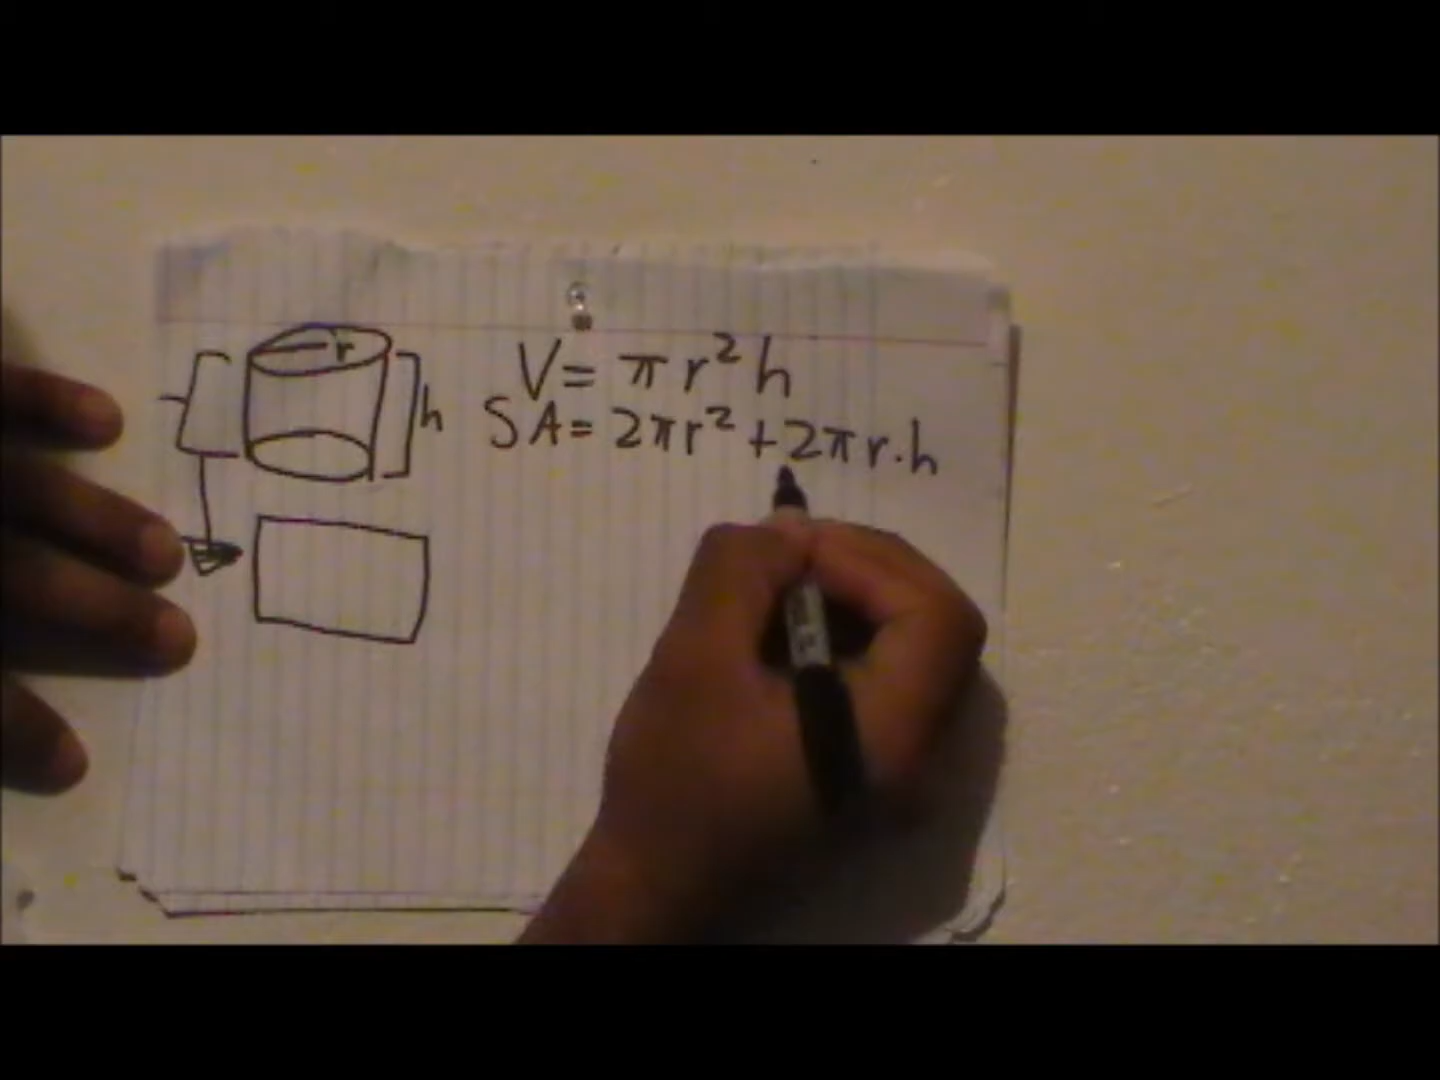 r
h
V = πr²h
SA = 2πr² + 2πr·h